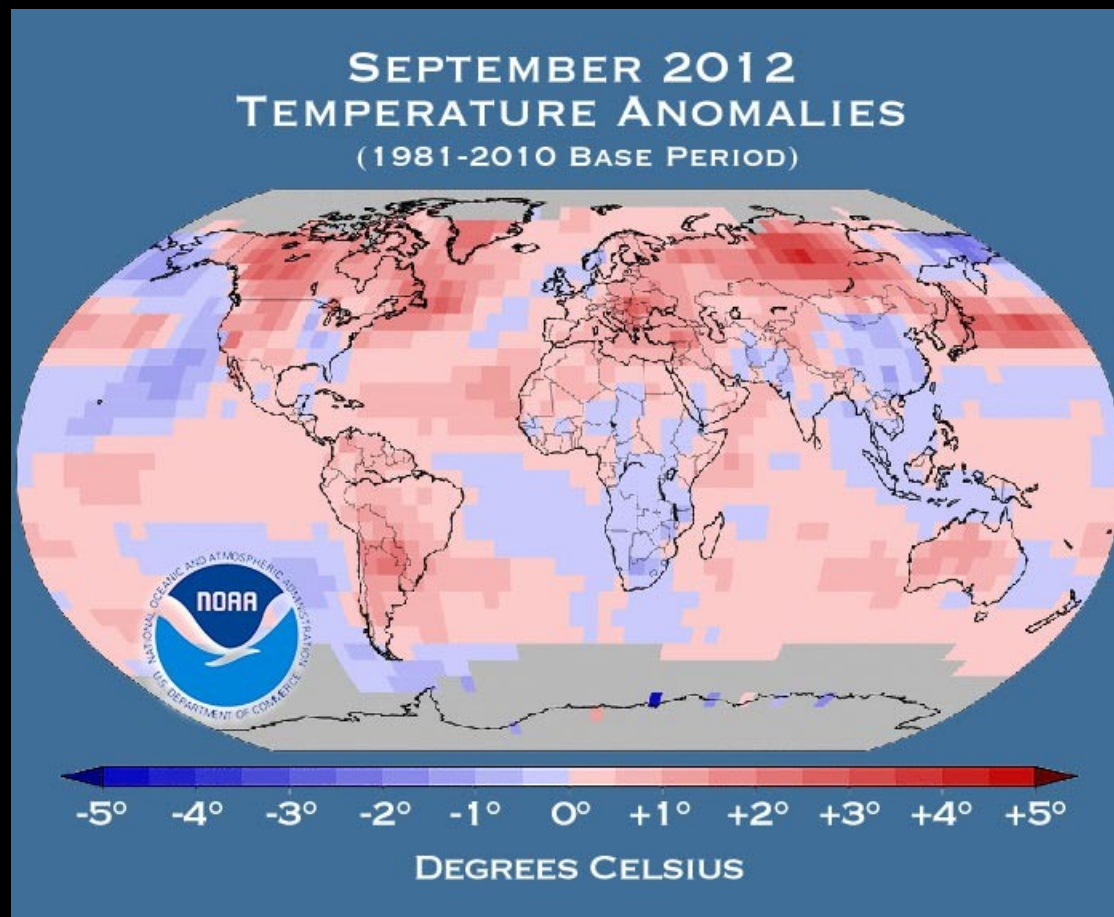 SEPTEMBER 2012
TEMPERATURE ANOMALIES
(1981-2010 BASE PERIOD)
NATIONAL OCEANIC AND ATMOSPHERIC ADMINISTRATION
NOAA
U.S. DEPARTMENT OF COMMERCE
-5° -4° -3° -2° -1° 0° +1° +2° +3° +4° +5°
DEGREES CELSIUS